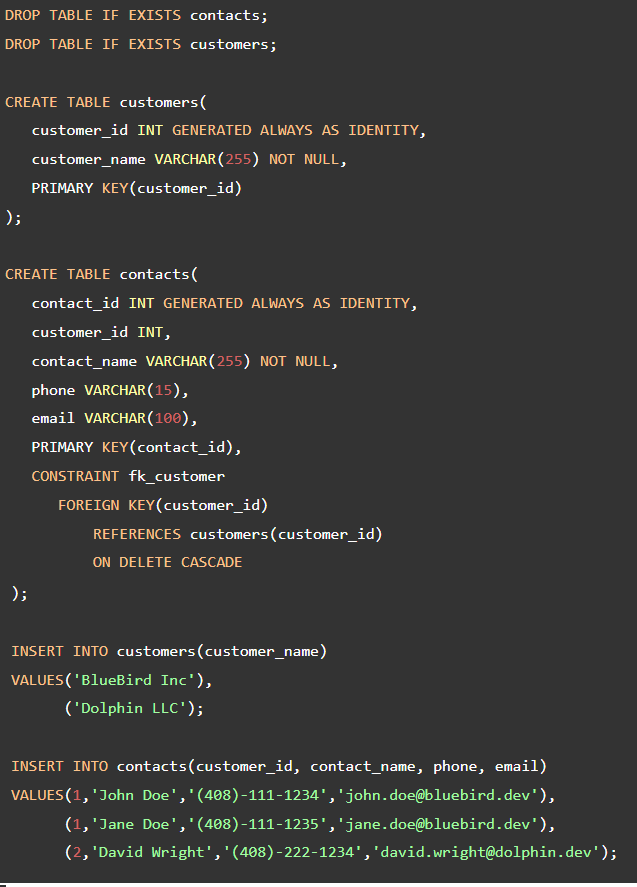 DROP TABLE IF EXISTS contacts;
DROP TABLE IF EXISTS customers;
CREATE TABLE customers(
customer_id INT GENERATED ALWAYS AS IDENTITY,
customer_name VARCHAR(255) NOT NULL,
PRIMARY KEY(customer_id)
);
CREATE TABLE contacts(
contact_id INT GENERATED ALWAYS AS IDENTITY,
customer_id INT,
contact_name VARCHAR(255) NOT NULL,
phone VARCHAR(15),
email VARCHAR(100),
PRIMARY KEY(contact_id),
CONSTRAINT fk_customer
FOREIGN KEY(customer_id)
REFERENCES customers(customer_id)
ON DELETE CASCADE
);
INSERT INTO customers(customer_name)
VALUES('BlueBird Inc'),
('Dolphin LLC');
INSERT INTO contacts(customer_id, contact_name, phone, email)
VALUES(1,'John Doe','(408)-111-1234','john.doe@bluebird.dev'),
(1,'Jane Doe','(408)-111-1235','jane.doe@bluebird.dev'),
(2,'David Wright','(408)-222-1234','david.wright@dolphin.dev');